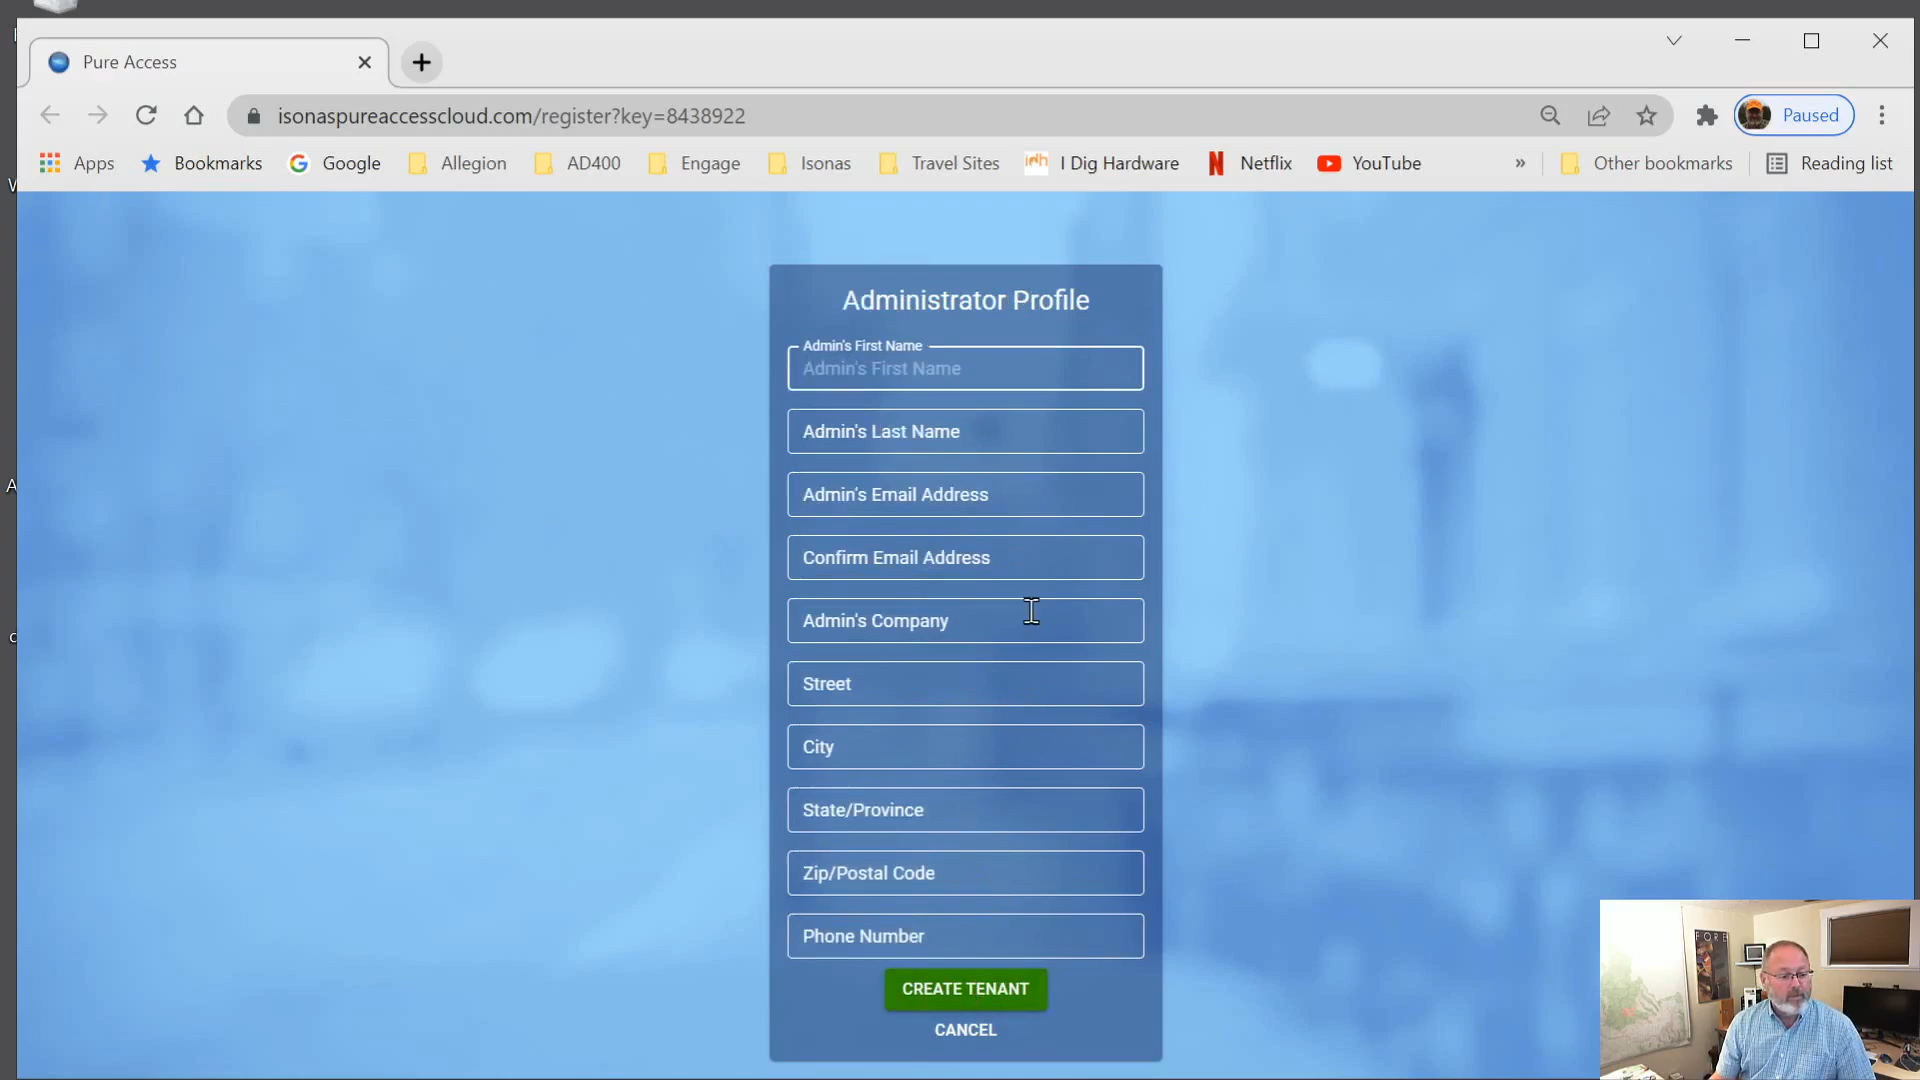 Pure Access
isonaspureaccesscloud.com/register?key=8438922
Paused
Apps
Bookmarks
Google
Allegion
AD400
Engage
Isonas
Travel Sites
I Dig Hardware
Netflix
YouTube
»
Other bookmarks
Reading list
Administrator Profile
Admin's First Name
Admin's First Name
Admin's Last Name
Admin's Email Address
Confirm Email Address
Admin's Company
Street
City
State/Province
Zip/Postal Code
Phone Number
CREATE TENANT
CANCEL
FORE